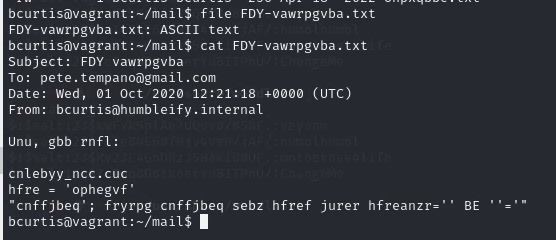 bcurtis@vagrant:~/mail$ file FDY-vawrpgvba.txt
FDY-vawrpgvba.txt: ASCII text
bcurtis@vagrant:~/mail$ cat FDY-vawrpgvba.txt
Subject: FDY vawrpgvba
To: pete.tempano@gmail.com
Date: Wed, 01 Oct 2020 12:21:18 +0000 (UTC)
From: bcurtis@humbleify.internal
Unu, gbb rnfl:
cnlebyy_ncc.cuc
hfre = 'ophegvf'
"cnffjbeq'; fryrpg cnffjbeq sebz hfref jurer hfreanzr='' BE ''='"
bcurtis@vagrant:~/mail$